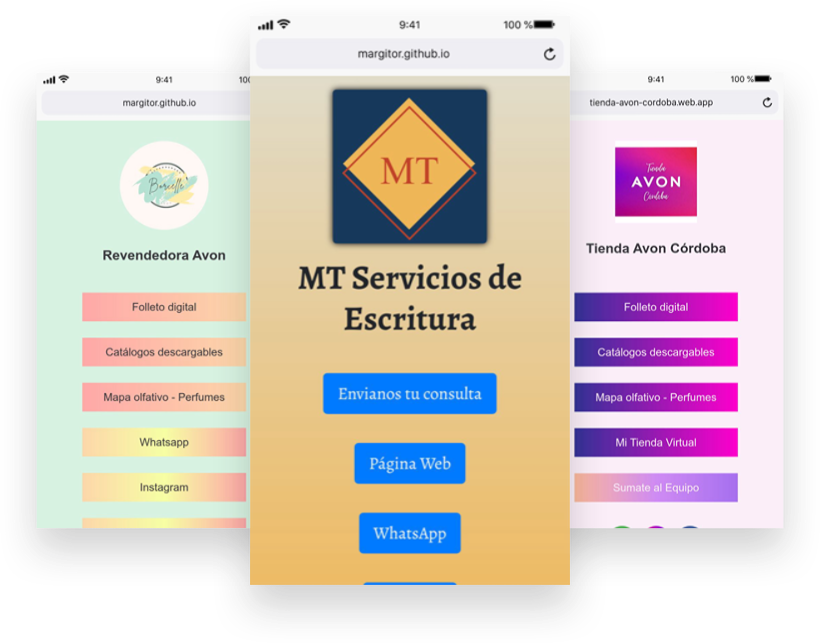 9:41
10
margitor.github.io
Barcelle
Revendedora Avon
Folleto digital
Catálogos descargables
Mapa olfativo - Perfumes
Whatsapp
Instagram
9:41
100 %
margitor.github.io
MT
MT Servicios de
Escritura
Envianos tu consulta
Página Web
WhatsApp
9:41
100 %
tienda-avon-cordoba.web.app
Tienda
AVON
Córdoba
Tienda Avon Córdoba
Folleto digital
Catálogos descargables
Mapa olfativo - Perfumes
Mi Tienda Virtual
Sumate al Equipo